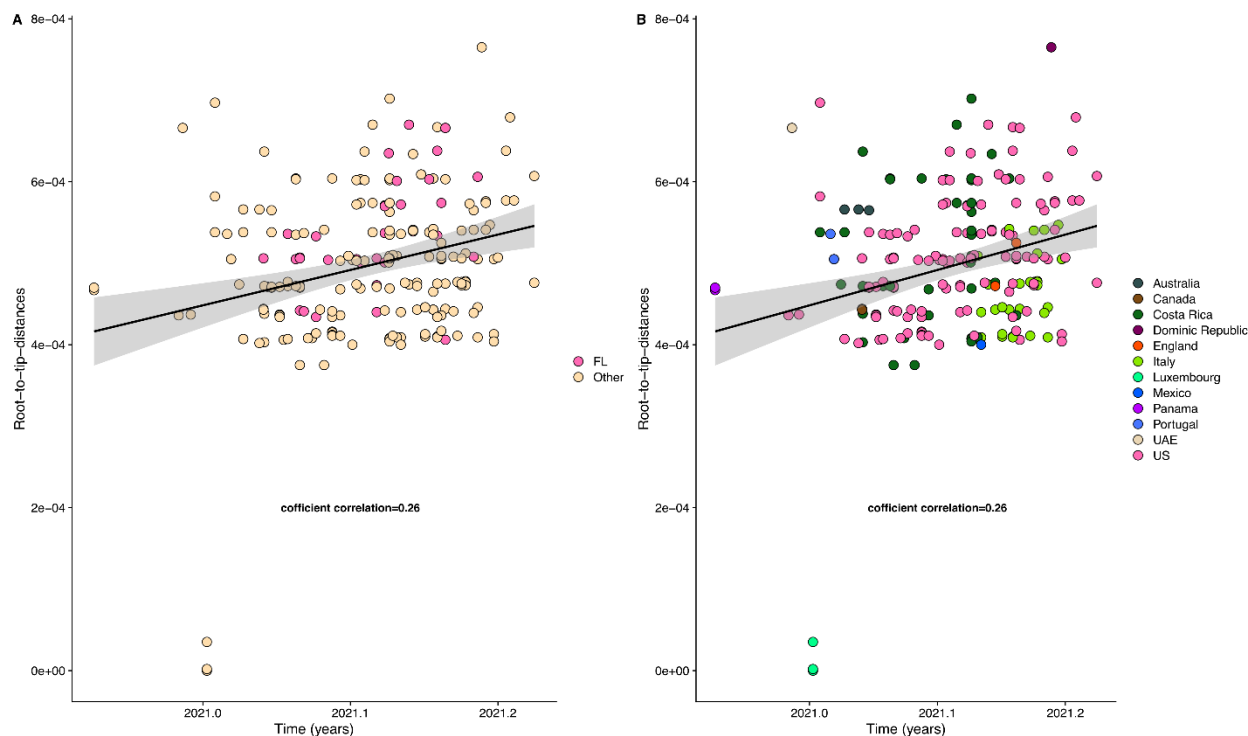 A
8e−04
6e−04
4e−04
2e−04
0e+00
Root−to−tip−distances
cofficient correlation=0.26
2021.0
2021.1
2021.2
Time (years)
FL
Other
B
8e−04
6e−04
4e−04
2e−04
0e+00
Root−to−tip−distances
cofficient correlation=0.26
2021.0
2021.1
2021.2
Time (years)
Australia
Canada
Costa Rica
Dominic Republic
England
Italy
Luxembourg
Mexico
Panama
Portugal
UAE
US